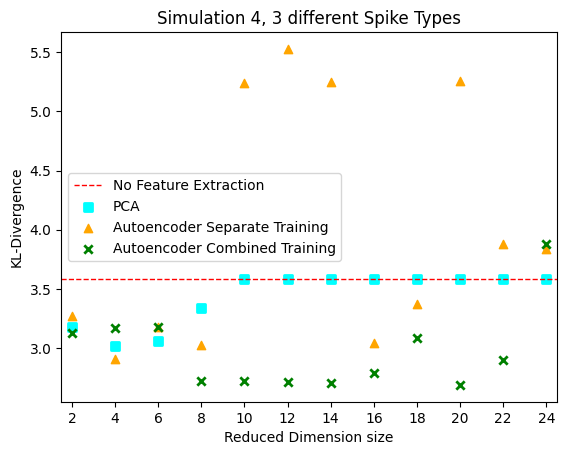 Simulation 4, 3 different Spike Types
5.5
5.0
4.5
4.0
3.5
3.0
KL-Divergence
No Feature Extraction
PCA
Autoencoder Separate Training
Autoencoder Combined Training
2 4 6 8 10 12 14 16 18 20 22 24
Reduced Dimension size